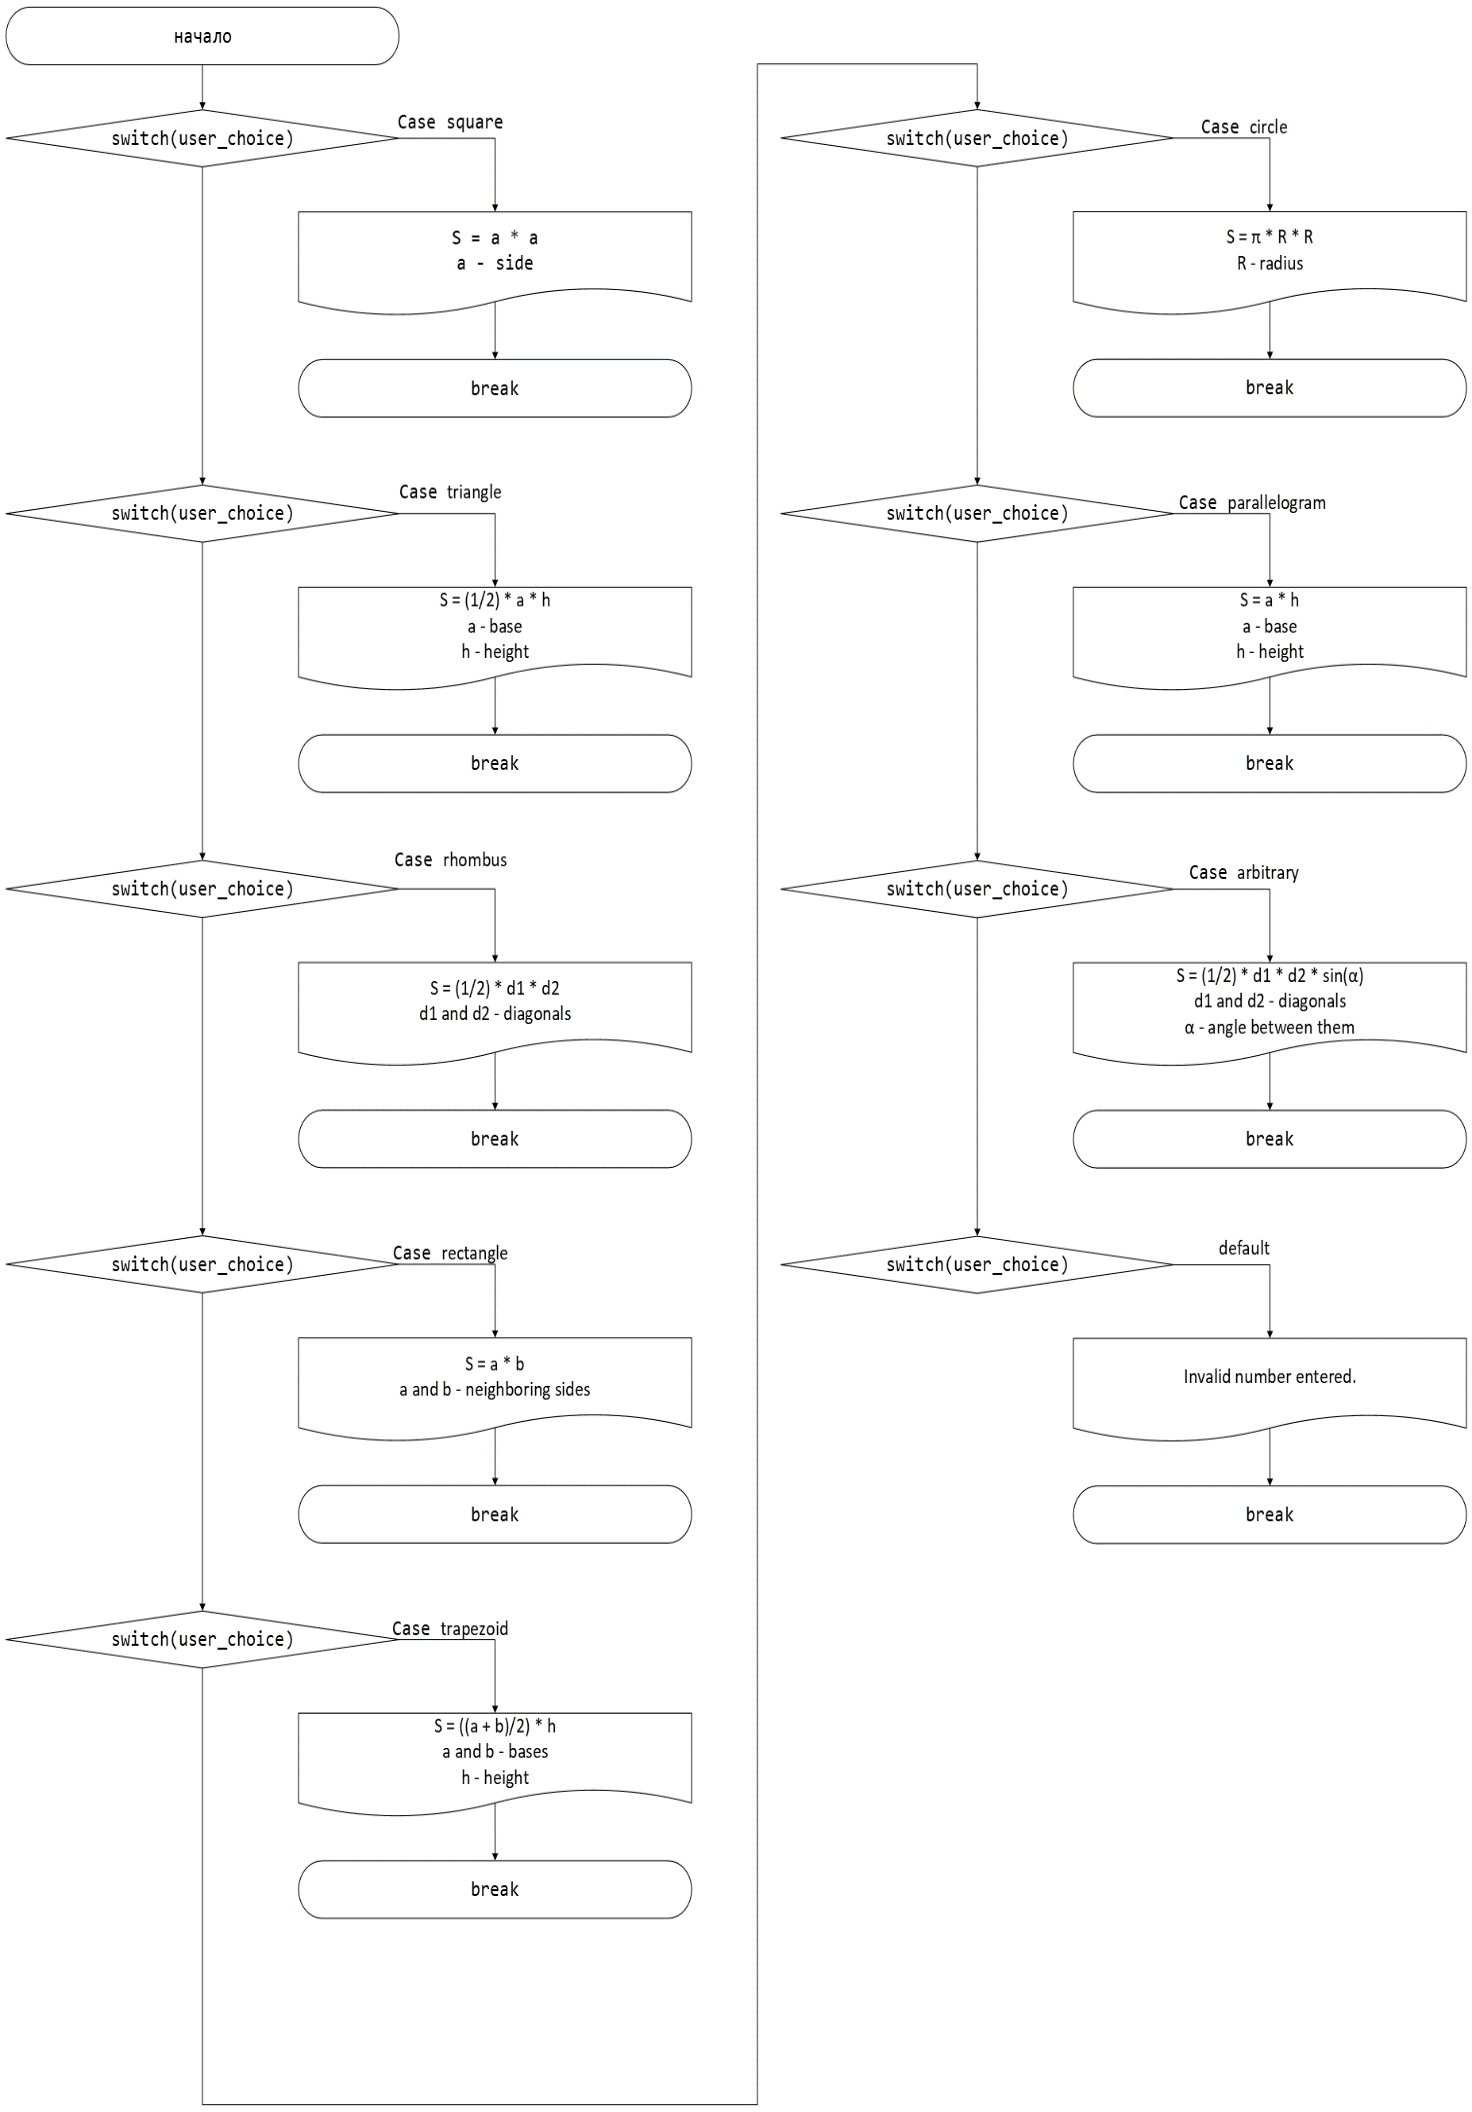 начало
switch(user_choice)
Case square
S = a * a
a - side
break
switch(user_choice)
Case triangle
S = (1/2) * a * h
a - base
h - height
break
switch(user_choice)
Case rhombus
S = (1/2) * d1 * d2
d1 and d2 - diagonals
break
switch(user_choice)
Case rectangle
S = a * b
a and b - neighboring sides
break
switch(user_choice)
Case trapezoid
S = ((a + b)/2) * h
a and b - bases
h - height
break
switch(user_choice)
Case circle
S = π * R * R
R - radius
break
switch(user_choice)
Case parallelogram
S = a * h
a - base
h - height
break
switch(user_choice)
Case arbitrary
S = (1/2) * d1 * d2 * sin(α)
d1 and d2 - diagonals
α - angle between them
break
switch(user_choice)
default
Invalid number entered.
break